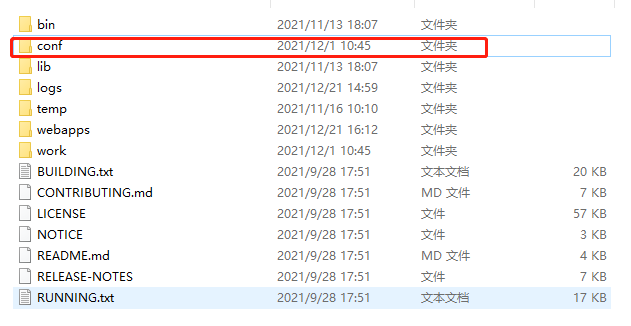 bin 2021/11/13 18:07 文件夹
conf 2021/12/1 10:45 文件夹
lib 2021/11/13 18:07 文件夹
logs 2021/12/21 14:59 文件夹
temp 2021/11/16 10:10 文件夹
webapps 2021/12/21 16:12 文件夹
work 2021/12/1 10:45 文件夹
BUILDING.txt 2021/9/28 17:51 文本文档 20 KB
CONTRIBUTING.md 2021/9/28 17:51 MD 文件 7 KB
LICENSE 2021/9/28 17:51 文件 57 KB
NOTICE 2021/9/28 17:51 文件 3 KB
README.md 2021/9/28 17:51 MD 文件 4 KB
RELEASE-NOTES 2021/9/28 17:51 文件 7 KB
RUNNING.txt 2021/9/28 17:51 文本文档 17 KB